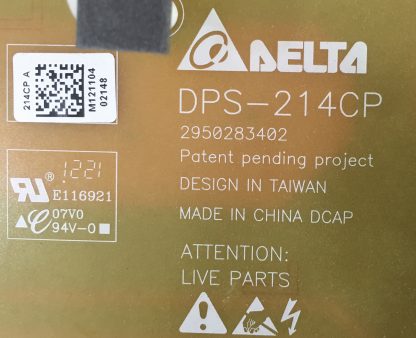 DELTA
DPS-214CP
2950283402
Patent pending project
DESIGN IN TAIWAN
MADE IN CHINA DCAP
ATTENTION:
LIVE PARTS
214CP A
M121104
02148
1221
E116921
07V0
94V-0